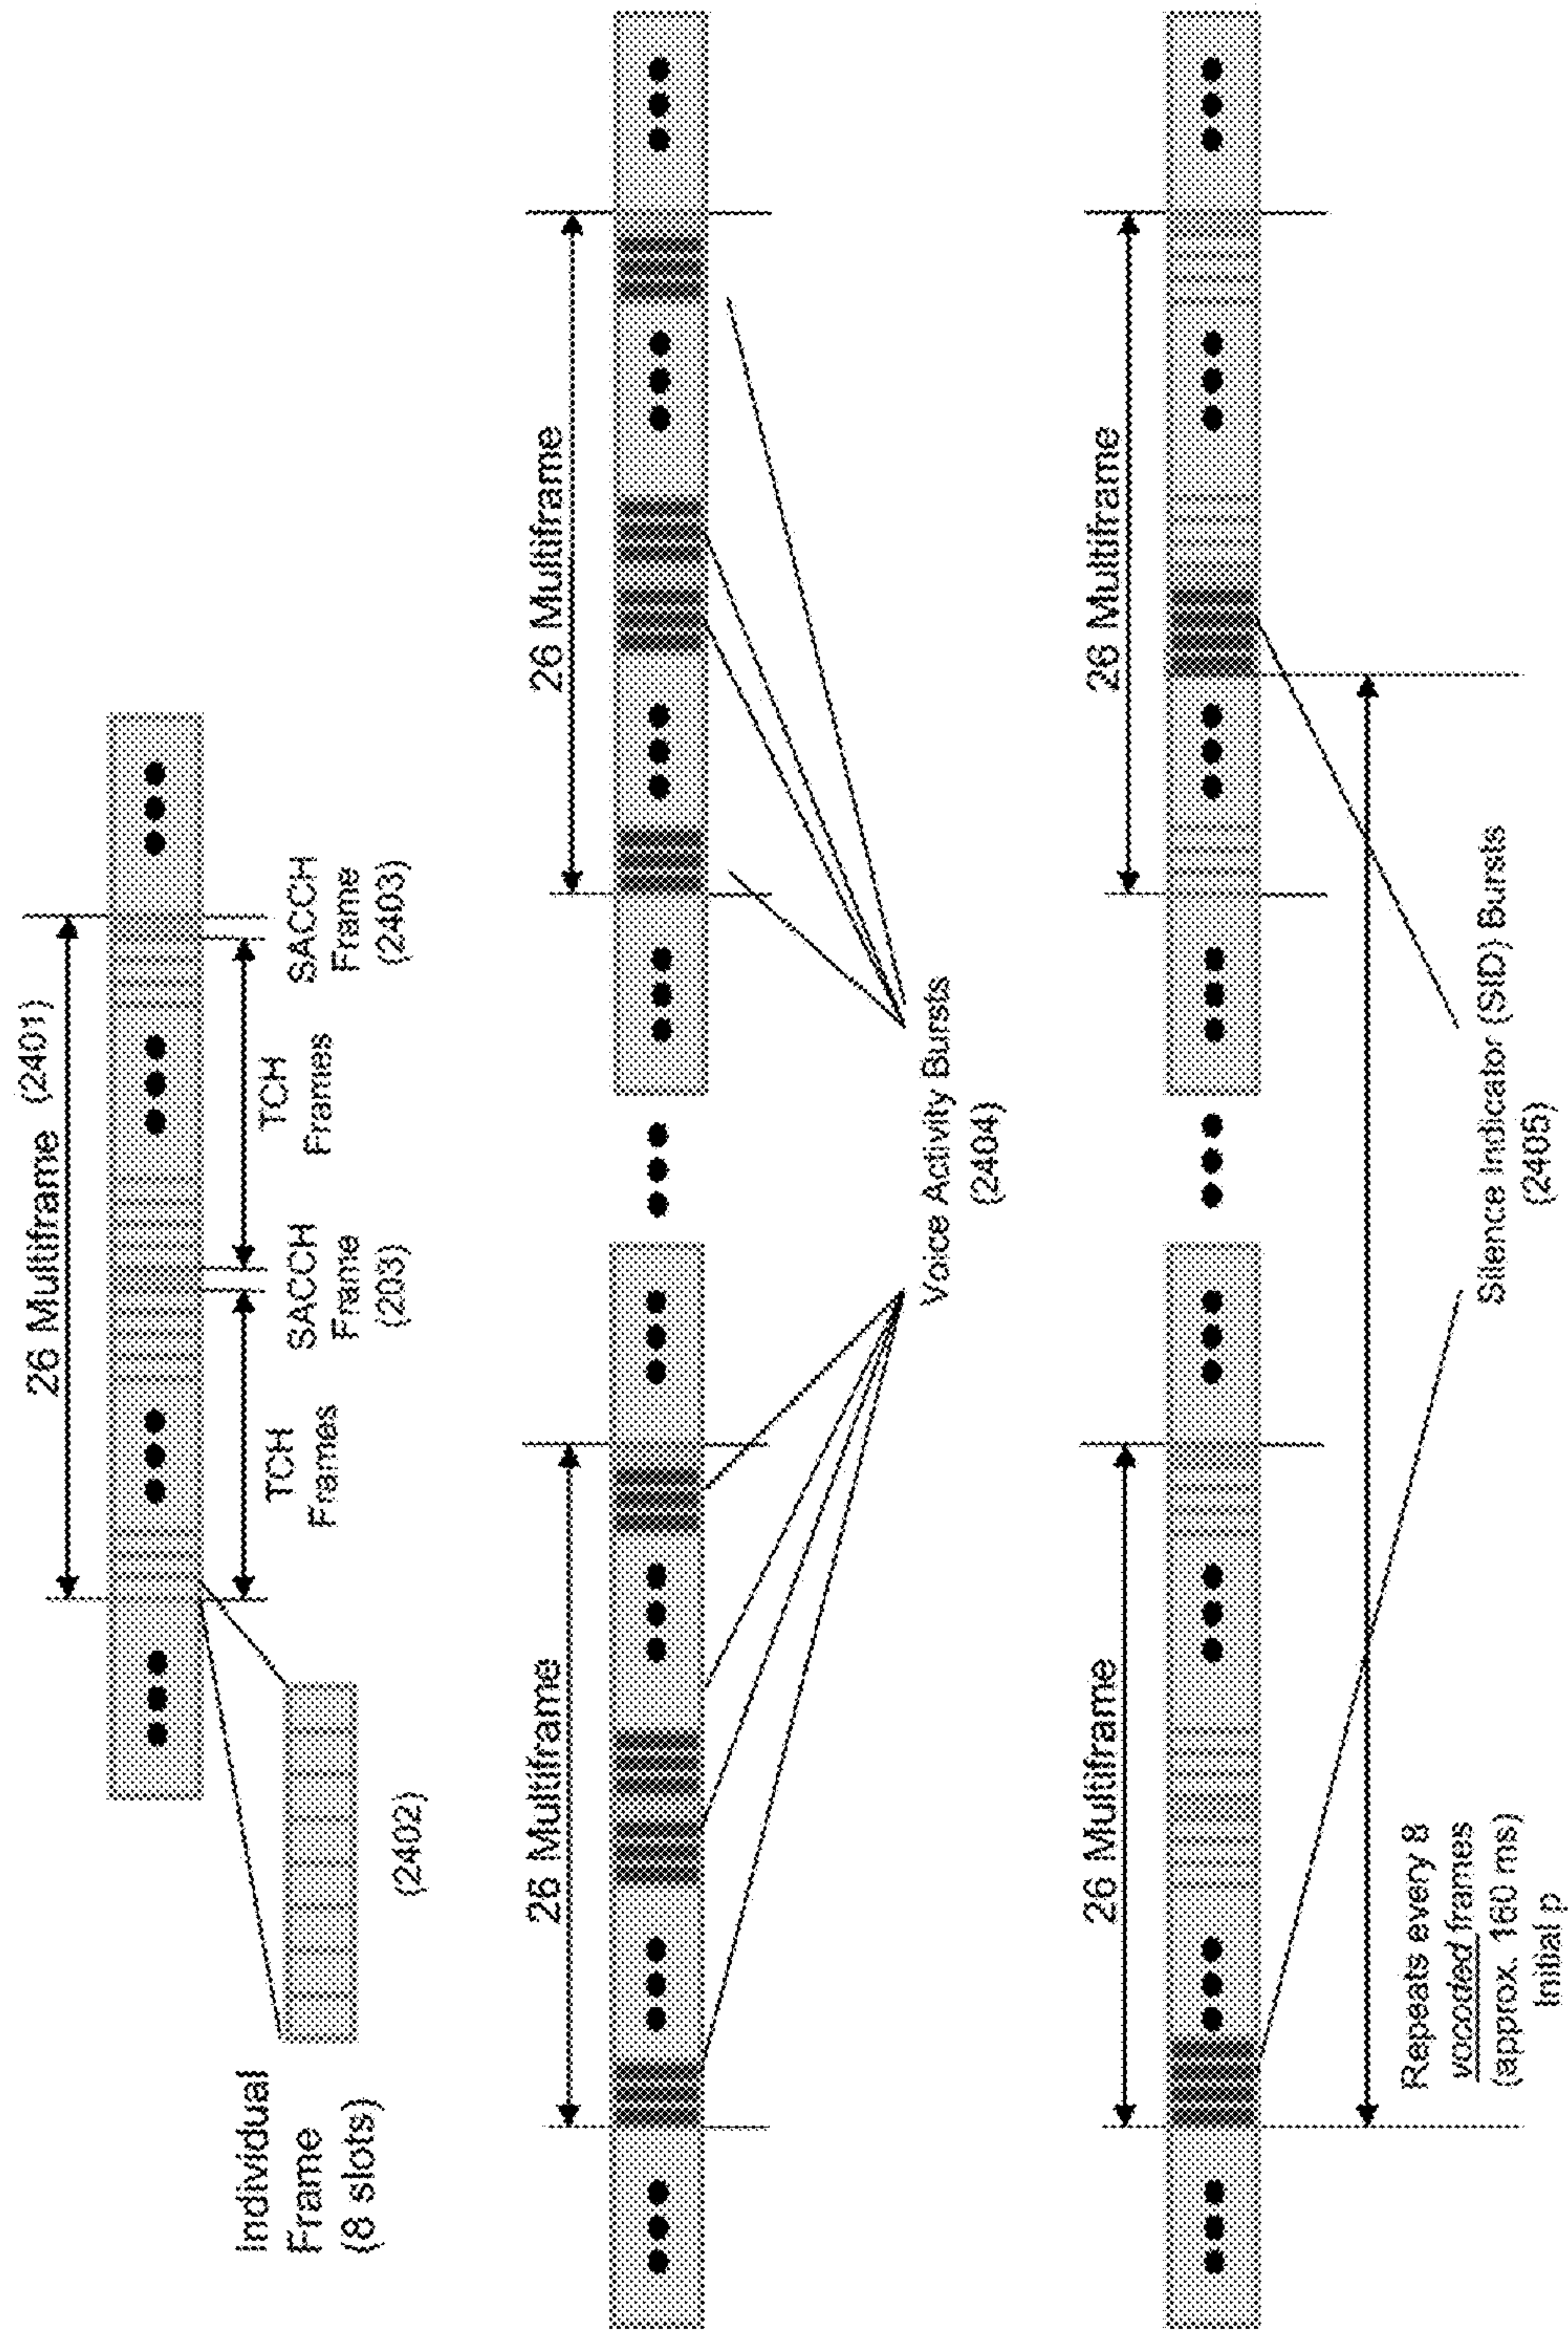 26 Multiframe (2401)
Individual
Frame
(8 slots)
(2402)
TCH
Frames
SACCH
Frame
(203)
TCH
Frames
SACCH
Frame
(2403)
26 Multiframe
26 Multiframe
Voice Activity Bursts
(2404)
26 Multiframe
26 Multiframe
Repeats every 8
vocoded frames
(approx. 160 ms)
Initial p
Silence Indicator (SID) Bursts
(2405)